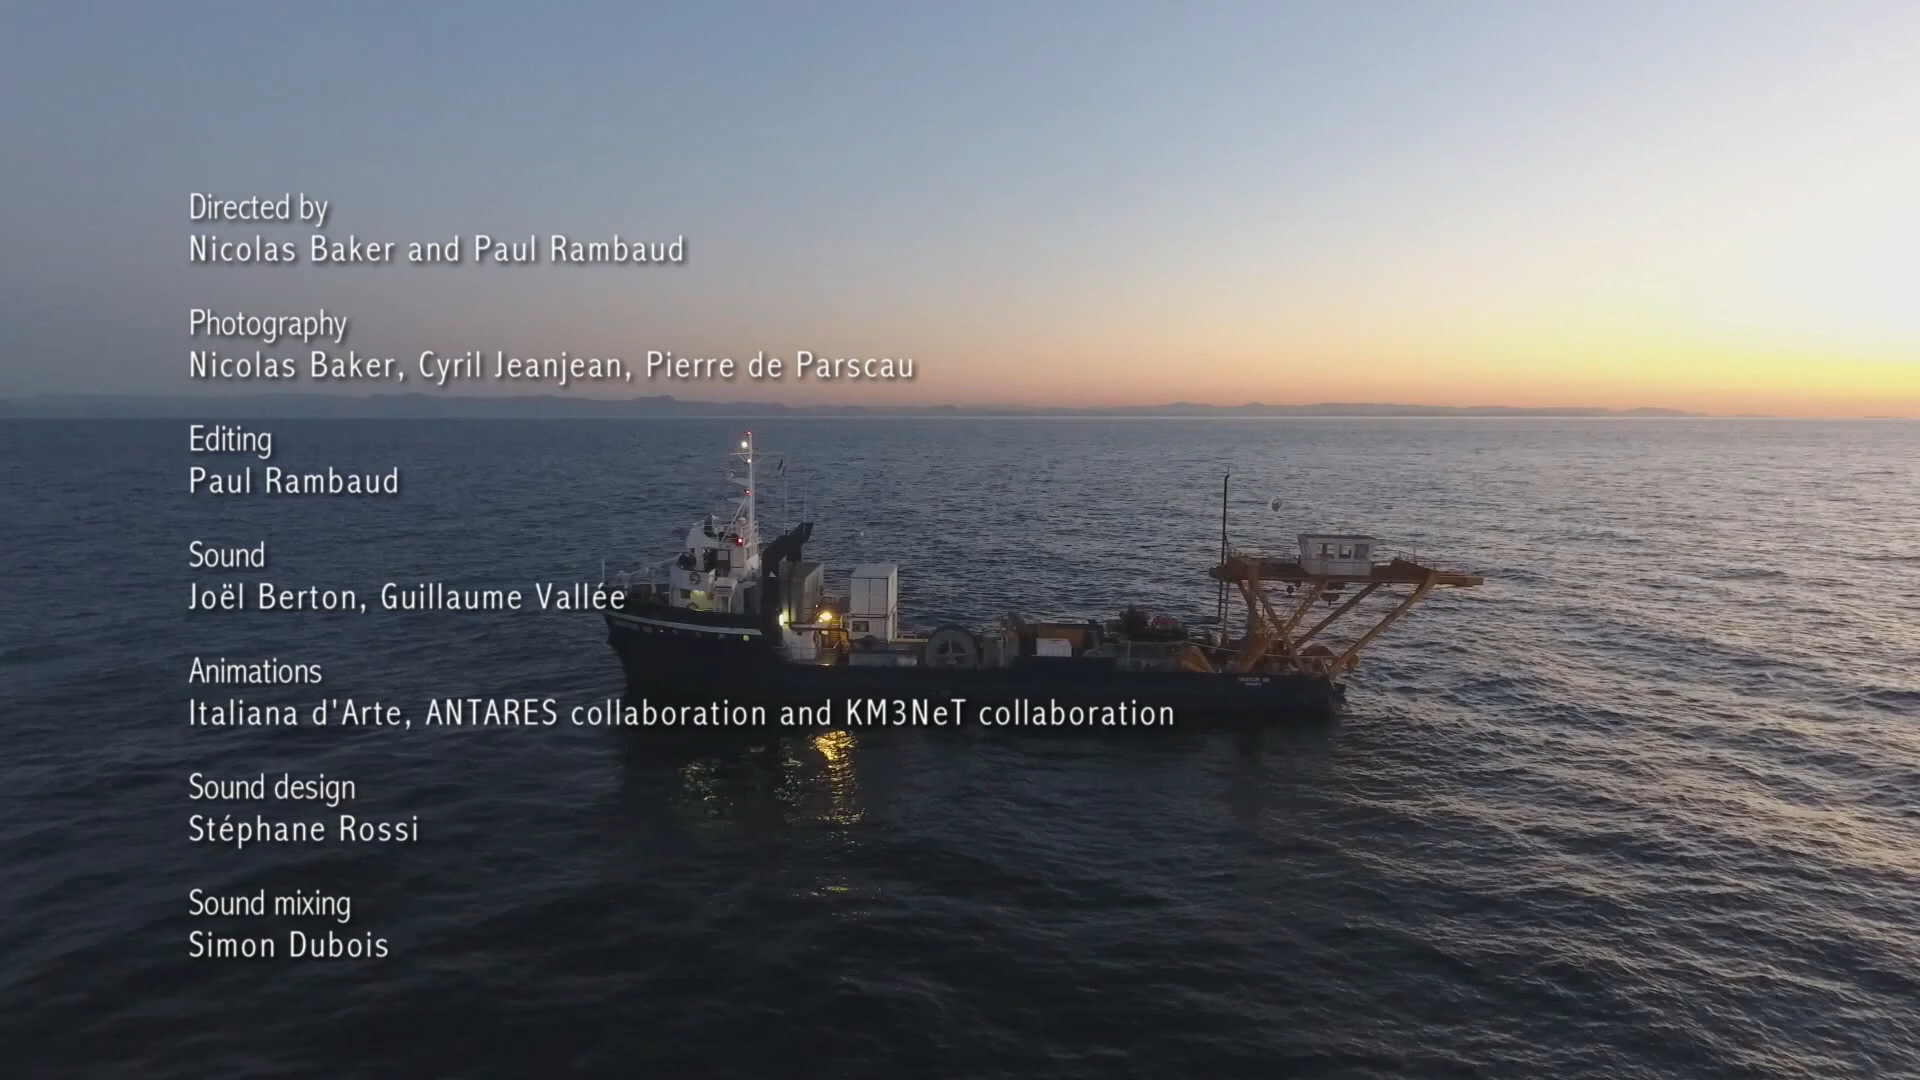 Directed by
Nicolas Baker and Paul Rambaud
Photography
Nicolas Baker, Cyril Jeanjean, Pierre de Parscau
Editing
Paul Rambaud
Sound
Joël Berton, Guillaume Vallée
Animations
Italiana d'Arte, ANTARES collaboration and KM3NeT collaboration
Sound design
Stéphane Rossi
Sound mixing
Simon Dubois